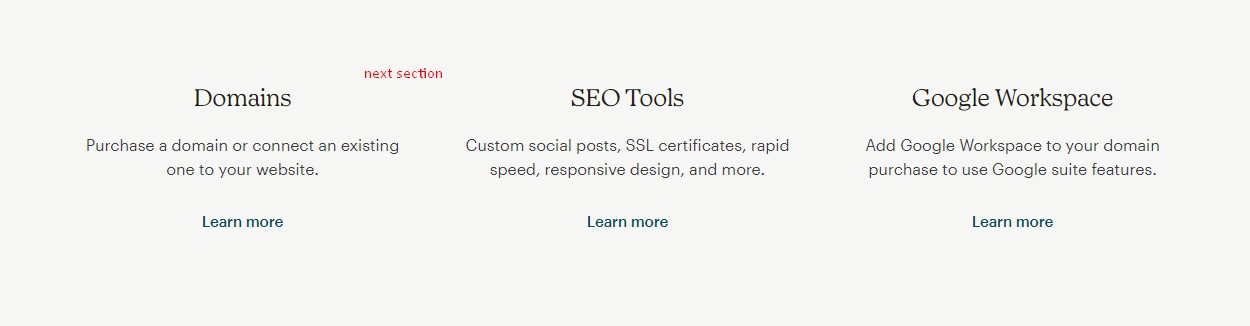 next section
Domains
Purchase a domain or connect an existing
one to your website.
Learn more
SEO Tools
Custom social posts, SSL certificates, rapid
speed, responsive design, and more.
Learn more
Google Workspace
Add Google Workspace to your domain
purchase to use Google suite features.
Learn more